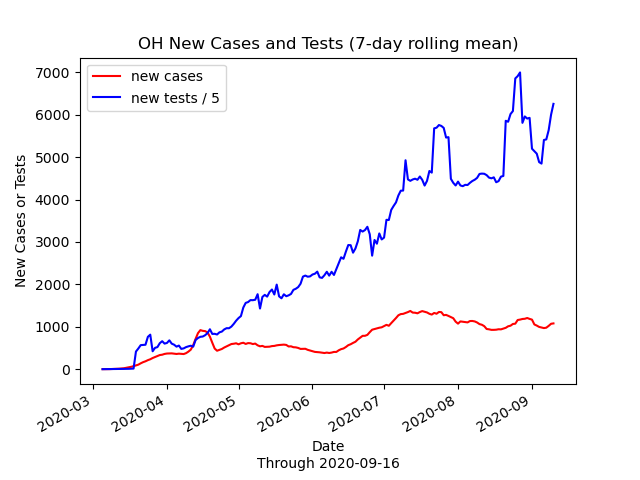 OH New Cases and Tests (7-day rolling mean)
new cases
new tests / 5
7000
6000
5000
4000
3000
2000
1000
0
New Cases or Tests
2020-03
2020-04
2020-05
2020-06
2020-07
2020-08
2020-09
Date
Through 2020-09-16